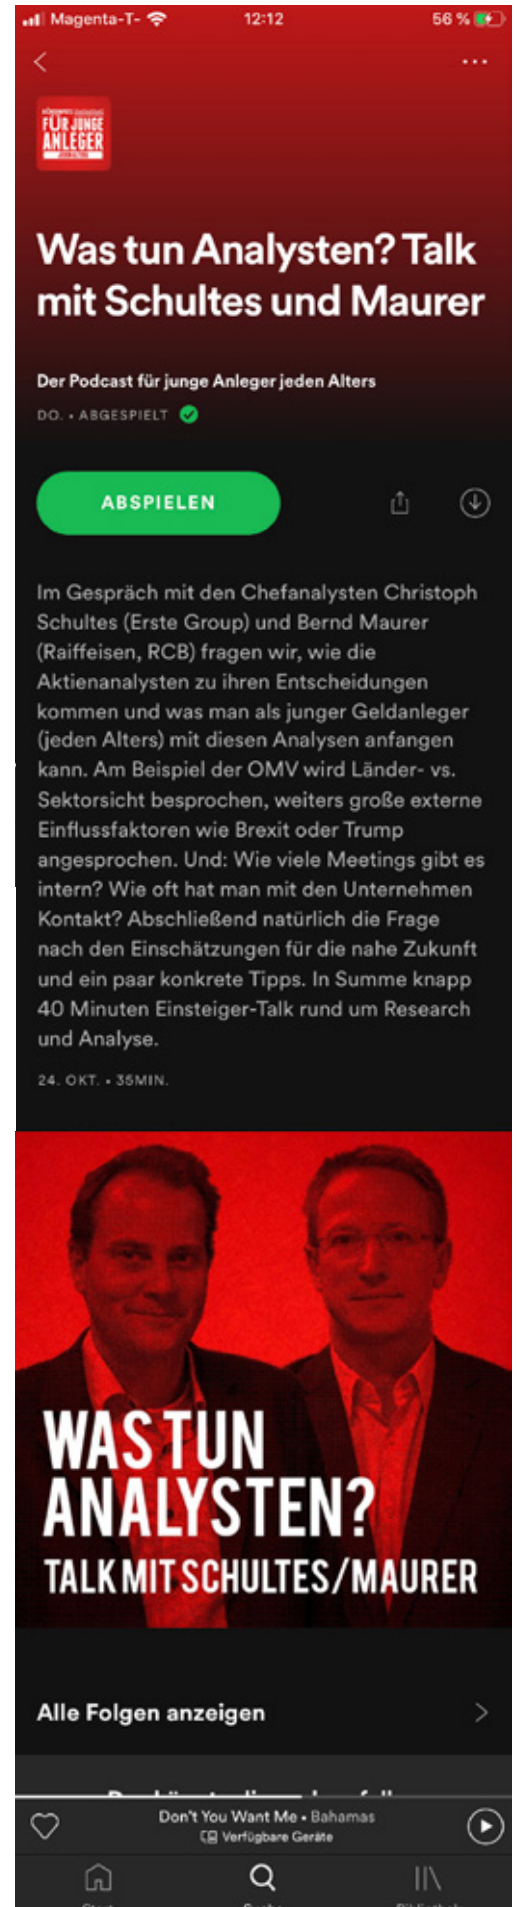 Magenta-T- 12:12 56 %
FÜR JUNGE
ANLEGER
Was tun Analysten? Talk
mit Schultes und Maurer
Der Podcast für junge Anleger jeden Alters
DO. • ABGESPIELT
ABSPIELEN
Im Gespräch mit den Chefanalysten Christoph
Schultes (Erste Group) und Bernd Maurer
(Raiffeisen, RCB) fragen wir, wie die
Aktienanalysten zu ihren Entscheidungen
kommen und was man als junger Geldanleger
(jeden Alters) mit diesen Analysen anfangen
kann. Am Beispiel der OMV wird Länder- vs.
Sektorsicht besprochen, weiters große externe
Einflussfaktoren wie Brexit oder Trump
angesprochen. Und: Wie viele Meetings gibt es
intern? Wie oft hat man mit den Unternehmen
Kontakt? Abschließend natürlich die Frage
nach den Einschätzungen für die nahe Zukunft
und ein paar konkrete Tipps. In Summe knapp
40 Minuten Einsteiger-Talk rund um Research
und Analyse.
24. OKT. • 35MIN.
WAS TUN
ANALYSTEN?
TALK MIT SCHULTES/MAURER
Alle Folgen anzeigen
Don't You Want Me • Bahamas
Verfügbare Geräte